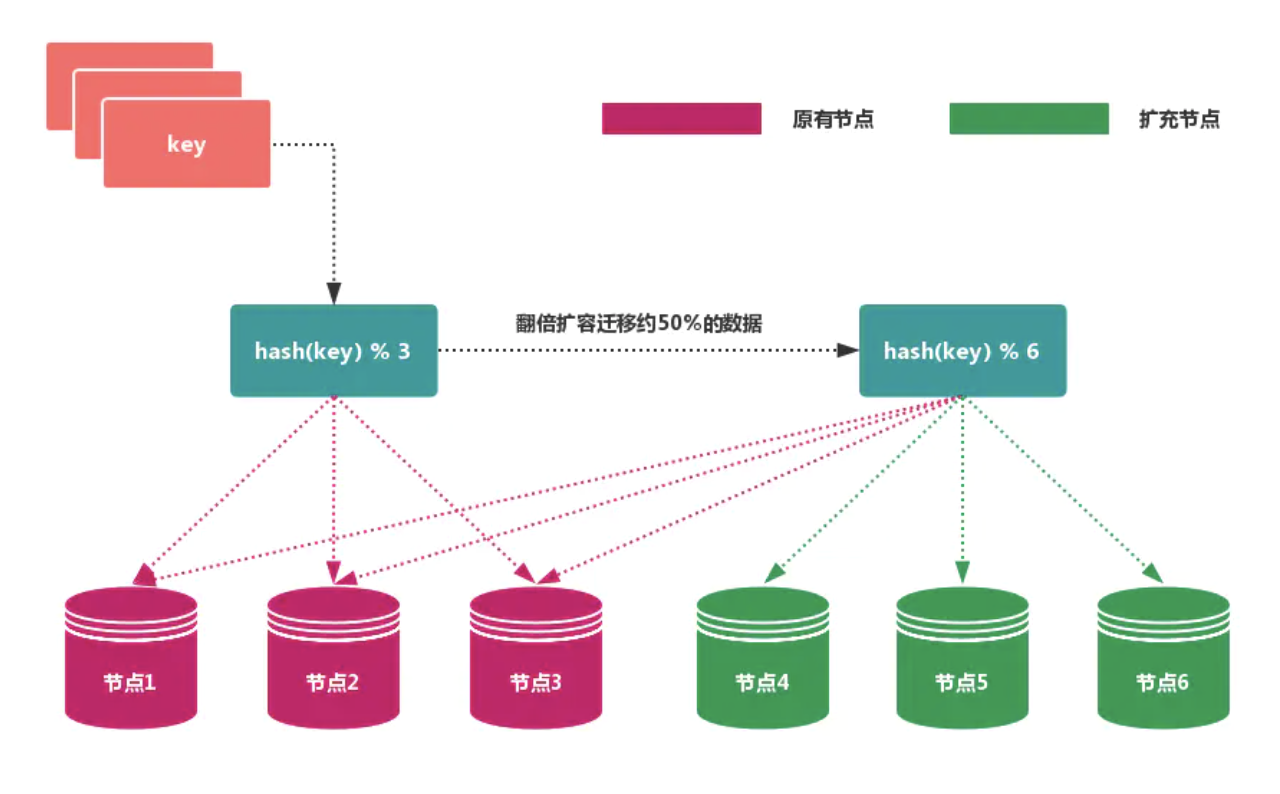 key
原有节点
扩充节点
hash(key) % 3
翻倍扩容迁移约50%的数据
hash(key) % 6
节点1
节点2
节点3
节点4
节点5
节点6